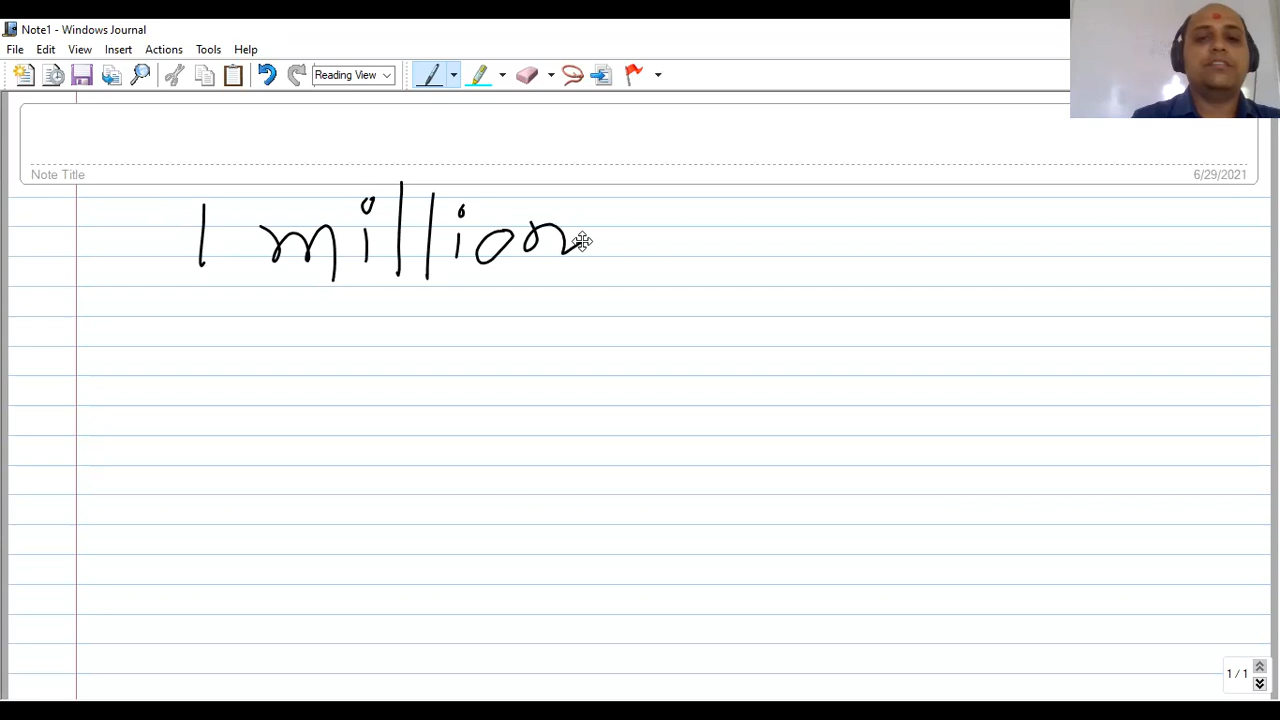 Note1 - Windows Journal
File Edit View Insert Actions Tools Help
Reading View
Note Title
6/29/2021
1 million
1 / 1